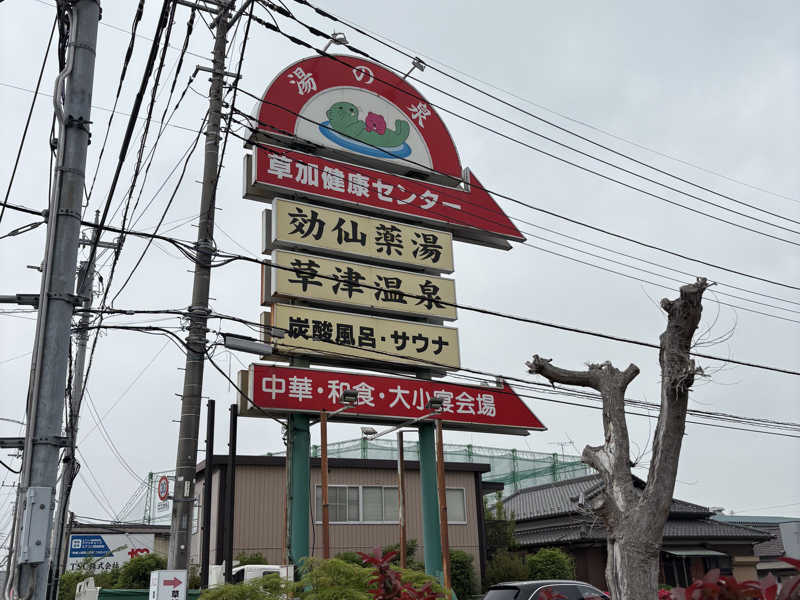 湯の泉
草加健康センター
効仙薬湯
草津温泉
炭酸風呂・サウナ
中華・和食・大小宴会場